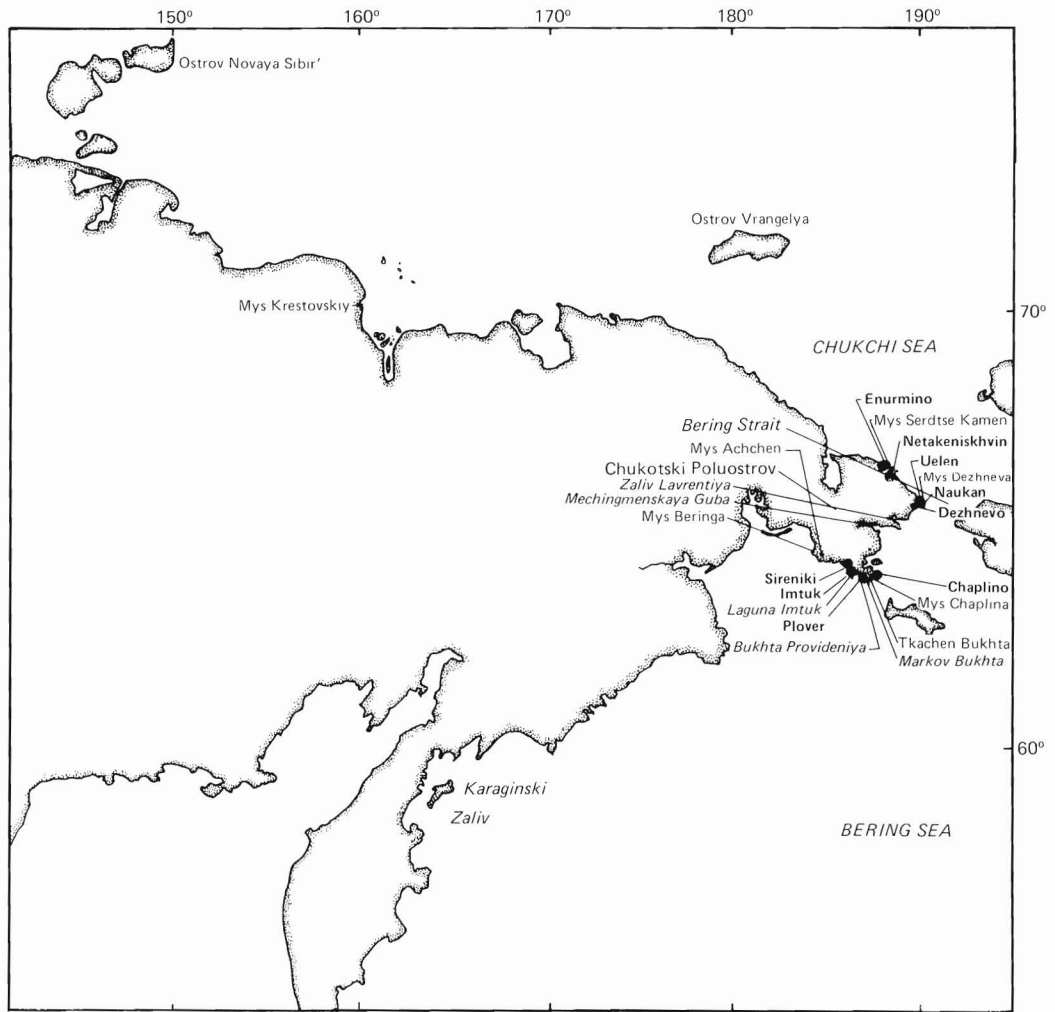 150° 160° 170° 180° 190°
Ostrov Novaya Sibir'
Ostrov Vrangelya
Mys Krestovskiy
70°
CHUKCHI SEA
Enurmino
Mys Serdtse Kamen
Bering Strait
Netakeniskhvin
Mys Achchen
Uelen
Chukotski Poluostrov
Mys Dezhneva
Zaliv Lavrentiya
Naukan
Mechingmenskaya Guba
Dezhnevo
Mys Beringa
Sireniki
Chaplino
Imtuk
Mys Chaplina
Laguna Imtuk
Plover
Bukhta Provideniya
Tkachen Bukhta
Markov Bukhta
60°
Karaginski
Zaliv
BERING SEA